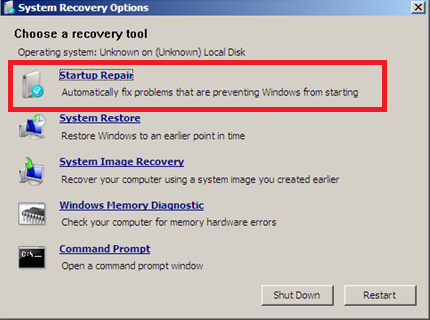 System Recovery Options
Choose a recovery tool
Operating system: Unknown on (Unknown) Local Disk
Startup Repair
Automatically fix problems that are preventing Windows from starting
System Restore
Restore Windows to an earlier point in time
System Image Recovery
Recover your computer using a system image you created earlier
Windows Memory Diagnostic
Check your computer for memory hardware errors
Command Prompt
Open a command prompt window
Shut Down
Restart